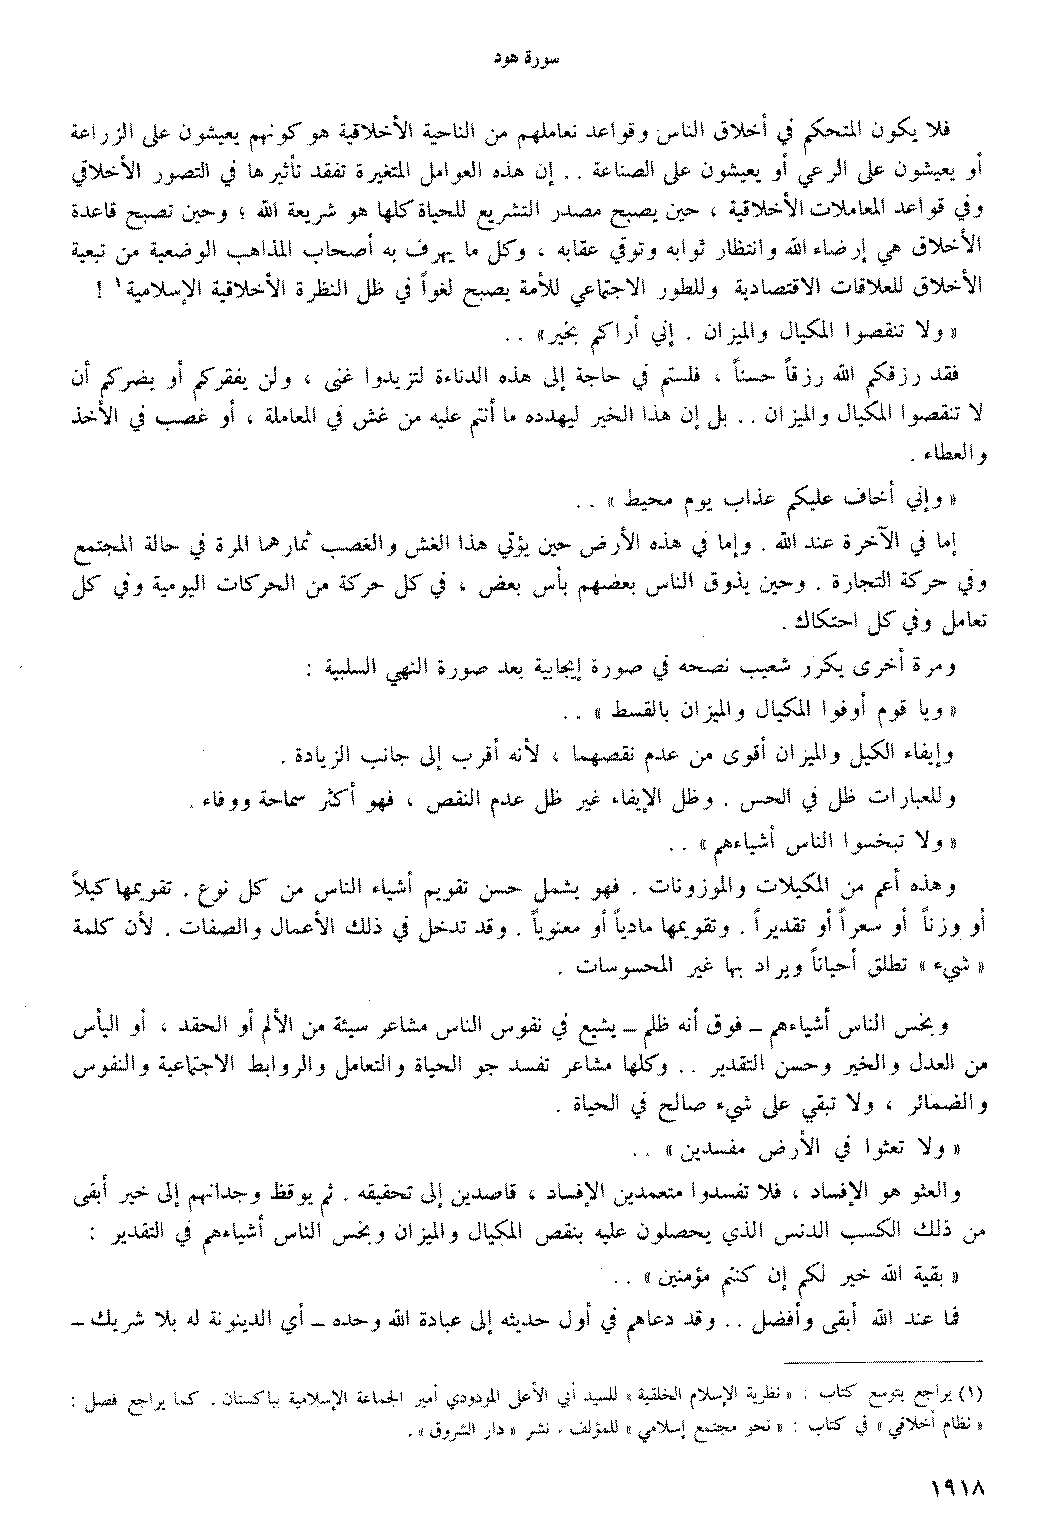 سورة هود
فلا يكون المتحكم في أخلاق الناس وقواعد تعاملهم من الناحية الأخلاقية هو كونهم يعيشون على الزراعة
أو يعيشون على الرعي أو يعيشون على الصناعة .. إن هذه العوامل المتغيرة تفقد تأثيرها في التصور الأخلاقي
وفي قواعد المعاملات الأخلاقية ، حين يصبح مصدر التشريع للحياة كلها هو شريعة الله ؛ وحين تصبح قاعدة
الأخلاق هي إرضاء الله وانتظار ثوابه وتوقي عقابه ، وكل ما يهرف به أصحاب المذاهب الوضعية من تبعية
الأخلاق للعلاقات الاقتصادية وللطور الاجتماعي للأمة يصبح لغواً في ظل النظرة الأخلاقية الإسلامية١ !
« ولا تنقصوا المكيال والميزان . إني أراكم بخير» ..
فقد رزقكم الله رزقاً حسناً ، فلستم في حاجة إلى هذه الدناءة لتزيدوا غنى ، ولن يفقركم أو يضركم أن
لا تنقصوا المكيال والميزان .. بل إن هذا الخير ليهدده ما أنتم عليه من غش في المعاملة ، أو غصب في الأخذ
والعطاء .
« وإني أخاف عليكم عذاب يوم محيط » ..
إما في الآخرة عند الله . وإما في هذه الأرض حين يؤتي هذا الغش والغصب ثمارهما المرة في حالة المجتمع
وفي حركة التجارة . وحين يذوق الناس بعضهم بأس بعض ، في كل حركة من الحركات اليومية وفي كل
تعامل وفي كل احتكاك .
ومرة أخرى يكرر شعيب نصحه في صورة إيجابية بعد صورة النهي السلبية :
« ويا قوم أوفوا المكيال والميزان بالقسط » ..
وإيفاء الكيل والميزان أقوى من عدم نقصهما ، لأنه أقرب إلى جانب الزيادة .
وللعبارات ظل في الحس . وظل الإيفاء غير ظل عدم النقص ، فهو أكثر سماحة ووفاء .
« ولا تبخسوا الناس أشياءهم » ..
وهذه أعم من المكيلات والموزونات . فهو يشمل حسن تقويم أشياء الناس من كل نوع . تقويمها كيلاً
أو وزناً أو سعراً أو تقديراً . وتقويمها مادياً أو معنوياً . وقد تدخل في ذلك الأعمال والصفات . لأن كلمة
« شيء » تطلق أحياناً ويراد بها غير المحسوسات .
وبخس الناس أشياءهم – فوق أنه ظلم – يشيع في نفوس الناس مشاعر سيئة من الألم أو الحقد ، أو اليأس
من العدل والخير وحسن التقدير .. وكلها مشاعر تفسد جو الحياة والتعامل والروابط الاجتماعية والنفوس
والضمائر ، ولا تبقي على شيء صالح في الحياة .
« ولا تعثوا في الأرض مفسدين » ..
والعثو هو الإفساد ، فلا تفسدوا متعمدين الإفساد ، قاصدين إلى تحقيقه . ثم يوقظ وجدانهم إلى خير أبقى
من ذلك الكسب الدنس الذي يحصلون عليه بنقص المكيال والميزان وبخس الناس أشياءهم في التقدير :
« بقية الله خير لكم إن كنتم مؤمنين » ..
فما عند الله أبقى وأفضل .. وقد دعاهم في أول حديثه إلى عبادة الله وحده – أي الدينونة له بلا شريك –
(١) يراجع بتوسع كتاب : « نظرية الإسلام الخلقية » للسيد أبي الأعلى المودودي أمير الجماعة الإسلامية بباكستان . كما يراجع فصل :
« نظام أخلاقي » في كتاب : « نحو مجتمع إسلامي » للمؤلف . نشر « دار الشروق » .
١٩١٨